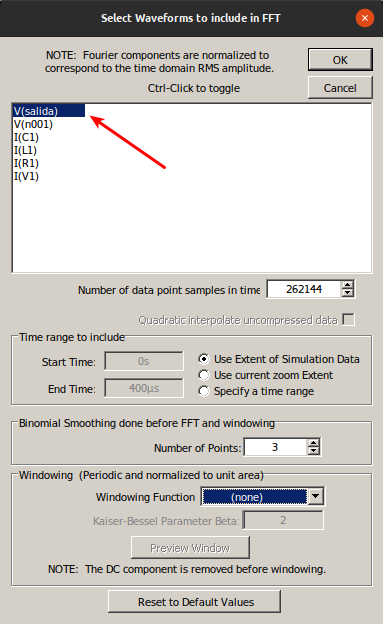 Select Waveforms to include in FFT
NOTE: Fourier components are normalized to
correspond to the time domain RMS amplitude.
OK
Ctrl-Click to toggle
Cancel
V(salida)
V(n001)
I(C1)
I(L1)
I(R1)
I(V1)
Number of data point samples in time 262144
Quadratic interpolate uncompressed data
Time range to include
Start Time: 0s
Use Extent of Simulation Data
Use current zoom Extent
End Time: 400µs
Specify a time range
Binomial Smoothing done before FFT and windowing
Number of Points: 3
Windowing (Periodic and normalized to unit area)
Windowing Function (none)
Kaiser-Bessel Parameter Beta: 2
Preview Window
NOTE: The DC component is removed before windowing.
Reset to Default Values